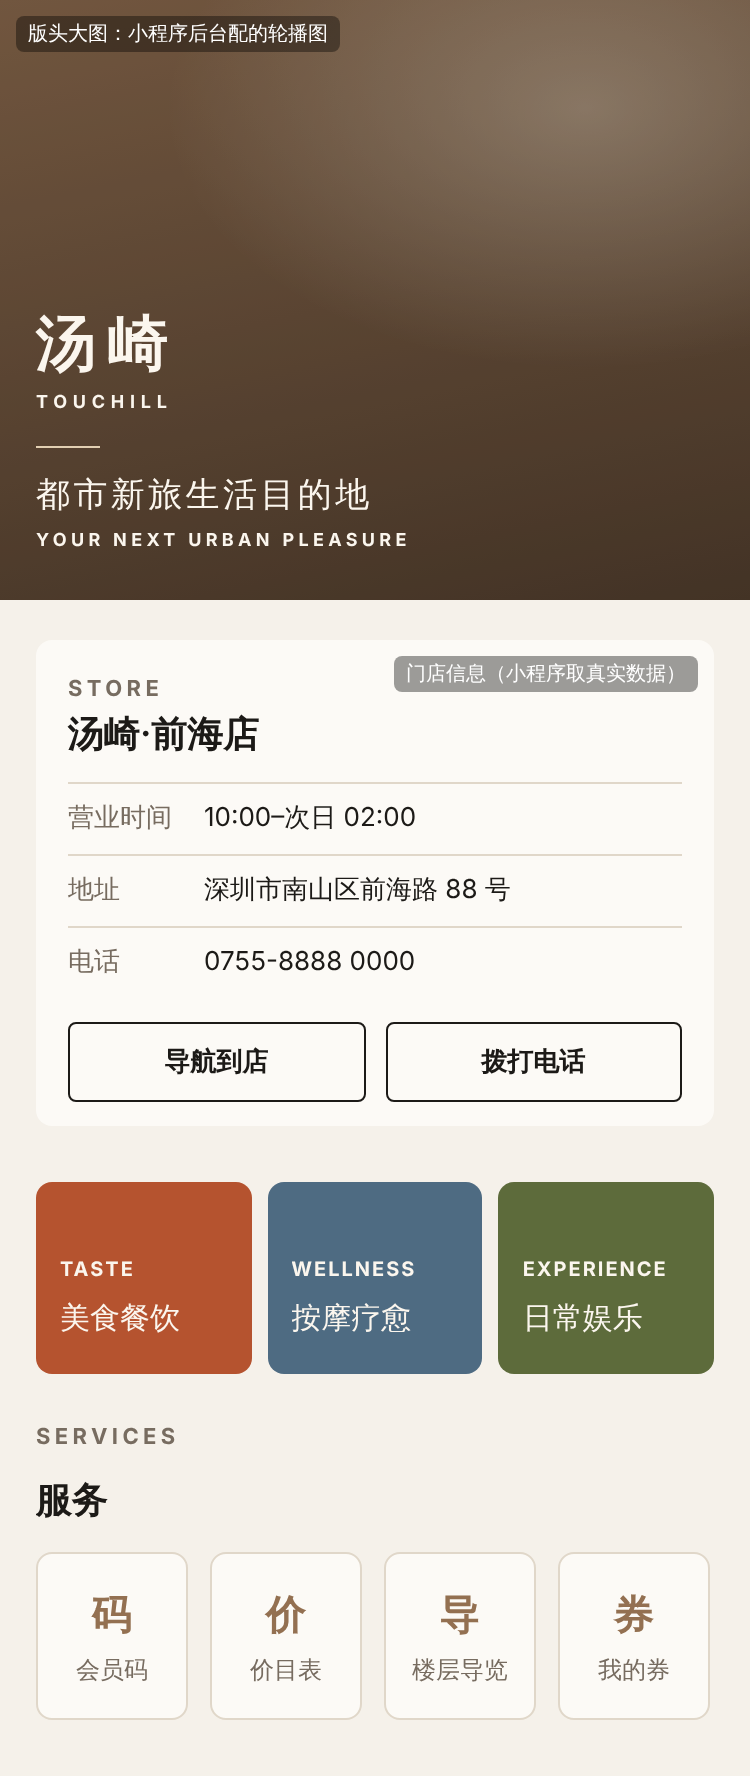 版头大图：小程序后台配的轮播图
汤崎
TOUCHILL
都市新旅生活目的地
YOUR NEXT URBAN PLEASURE
门店信息（小程序取真实数据）
STORE
汤崎·前海店
营业时间 10:00–次日 02:00
地址 深圳市南山区前海路 88 号
电话 0755-8888 0000
导航到店 拨打电话
TASTE WELLNESS EXPERIENCE
美食餐饮 按摩疗愈 日常娱乐
SERVICES
服务
码 价 导 券
会员码 价目表 楼层导览 我的券